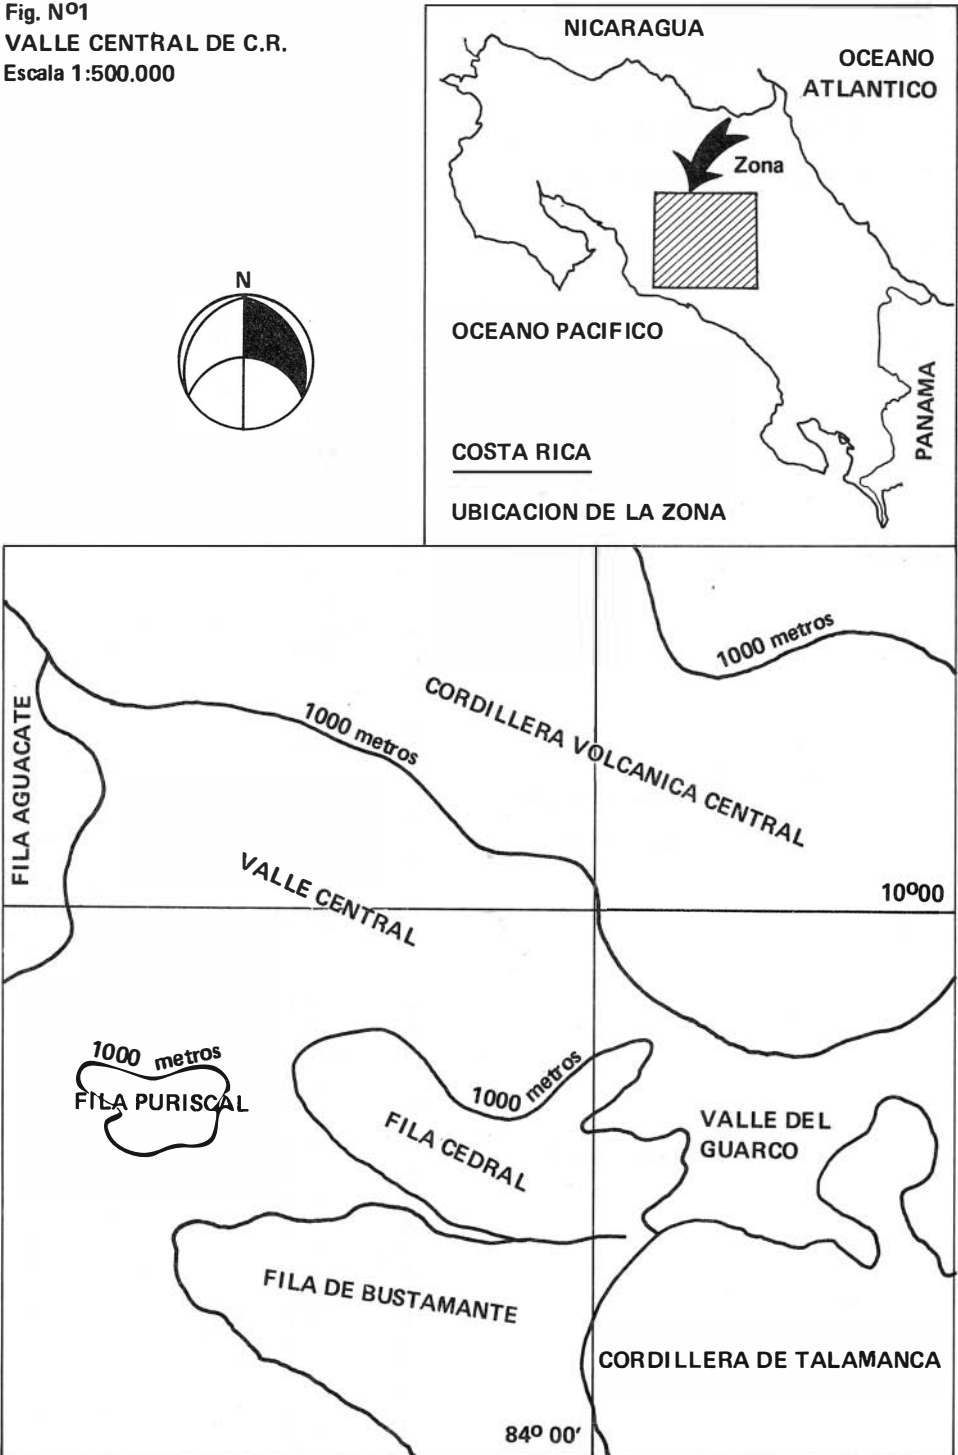 Fig. Nº1
VALLE CENTRAL DE C.R.
Escala 1:500.000
N
NICARAGUA
OCEANO
ATLANTICO
Zona
OCEANO PACIFICO
PANAMA
COSTA RICA
UBICACION DE LA ZONA
1000 metros
CORDILLERA VOLCANICA CENTRAL
1000 metros
FILA AGUACATE
VALLE CENTRAL
10º00
1000 metros
FILA PURISCAL
1000 metros
FILA CEDRAL
VALLE DEL
GUARCO
FILA DE BUSTAMANTE
CORDILLERA DE TALAMANCA
84º 00'